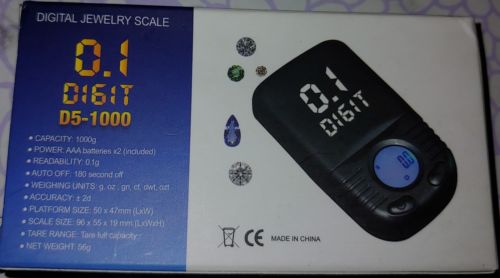 DIGITAL JEWELRY SCALE
0.1
DIGIT
D5-1000
• CAPACITY: 1000g
• POWER: AAA batteries x2 (included)
• READABILITY: 0.1g
• AUTO OFF: 180 second off
• WEIGHING UNITS: g, oz, gn, cf, dwt, ozt
• ACCURACY: ± 2d
• PLATFORM SIZE: 50 x 47mm (LxW)
• SCALE SIZE: 96 x 55 x 19 mm (LxWxH)
• TARE RANGE: Tare full capacity
• NET WEIGHT: 56g
0.1
DIGIT
0.0
CE MADE IN CHINA